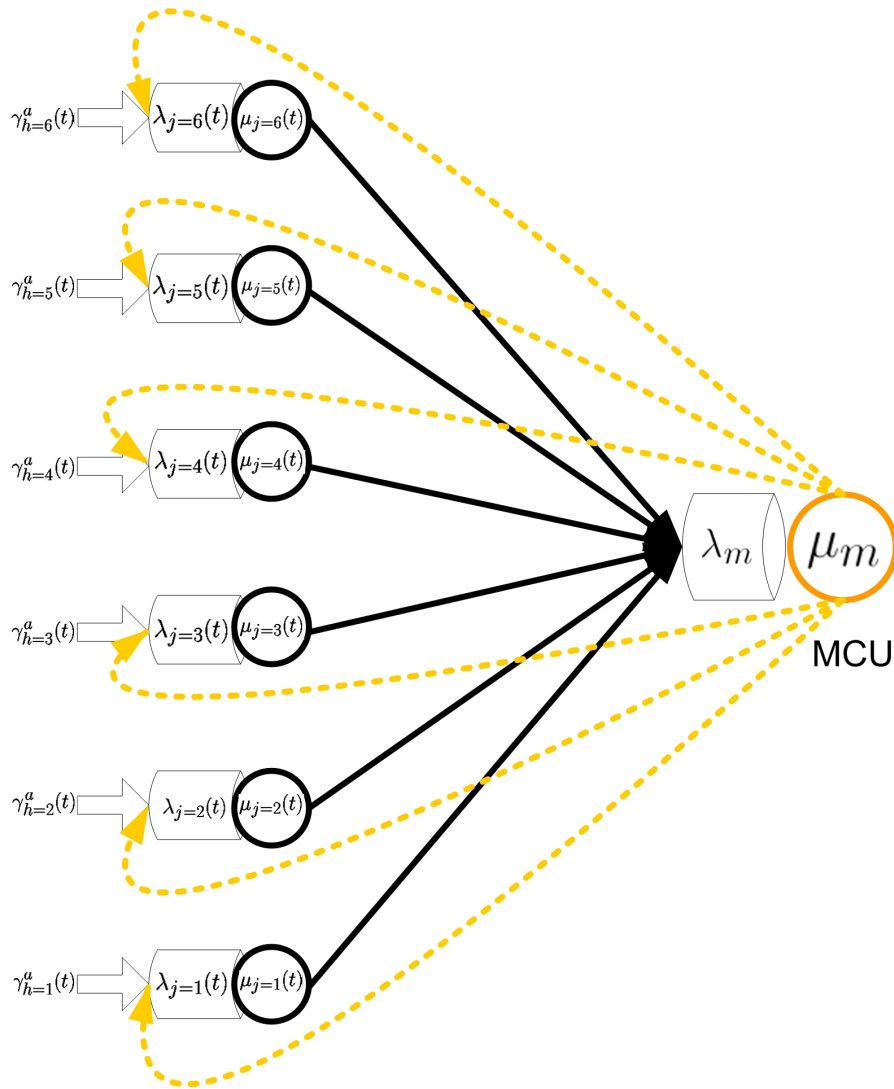 γ^a_{h=6}(t) λ_{j=6}(t) μ_{j=6}(t)
γ^a_{h=5}(t) λ_{j=5}(t) μ_{j=5}(t)
γ^a_{h=4}(t) λ_{j=4}(t) μ_{j=4}(t)
λ_m μ_m
γ^a_{h=3}(t) λ_{j=3}(t) μ_{j=3}(t)
MCU
γ^a_{h=2}(t) λ_{j=2}(t) μ_{j=2}(t)
γ^a_{h=1}(t) λ_{j=1}(t) μ_{j=1}(t)